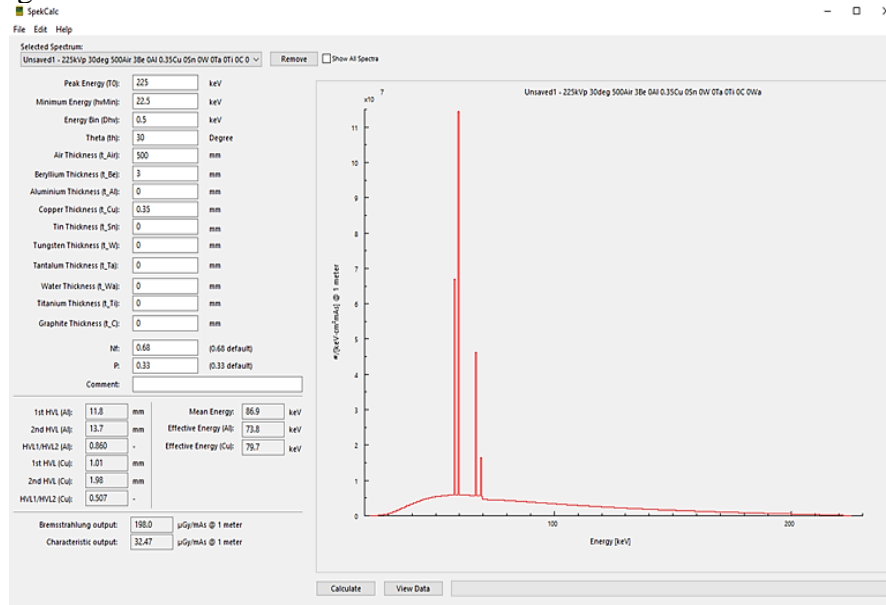 SpekCalc
File Edit Help
Selected Spectrum:
Unsaved1 - 225kVp 30deg 500Air 3Be 0Al 0.35Cu 0Sn 0W 0Ta 0Ti 0C 0
Remove
Show All Spectra
Peak Energy (T0): 225 keV
Minimum Energy (hvMin): 22.5 keV
Energy Bin (Dhv): 0.5 keV
Theta (th): 30 Degree
Air Thickness (t_Air): 500 mm
Beryllium Thickness (t_Be): 3 mm
Aluminium Thickness (t_Al): 0 mm
Copper Thickness (t_Cu): 0.35 mm
Tin Thickness (t_Sn): 0 mm
Tungsten Thickness (t_W): 0 mm
Tantalum Thickness (t_Ta): 0 mm
Water Thickness (t_Wa): 0 mm
Titanium Thickness (t_Ti): 0 mm
Graphite Thickness (t_C): 0 mm
Nf: 0.68 (0.68 default)
P: 0.33 (0.33 default)
Comment:
1st HVL (Al): 11.8 mm
2nd HVL (Al): 13.7 mm
HVL1/HVL2 (Al): 0.860 -
1st HVL (Cu): 1.01 mm
2nd HVL (Cu): 1.98 mm
HVL1/HVL2 (Cu): 0.507 -
Mean Energy: 86.9 keV
Effective Energy (Al): 73.8 keV
Effective Energy (Cu): 79.7 keV
Bremsstrahlung output: 198.0 µGy/mAs @ 1 meter
Characteristic output: 32.47 µGy/mAs @ 1 meter
Unsaved1 - 225kVp 30deg 500Air 3Be 0Al 0.35Cu 0Sn 0W 0Ta 0Ti 0C 0Wa
x10 7
11
10
9
8
7
6
5
4
3
2
1
0
#/[keV·cm²mAs] @ 1 meter
100
200
Energy [keV]
Calculate
View Data